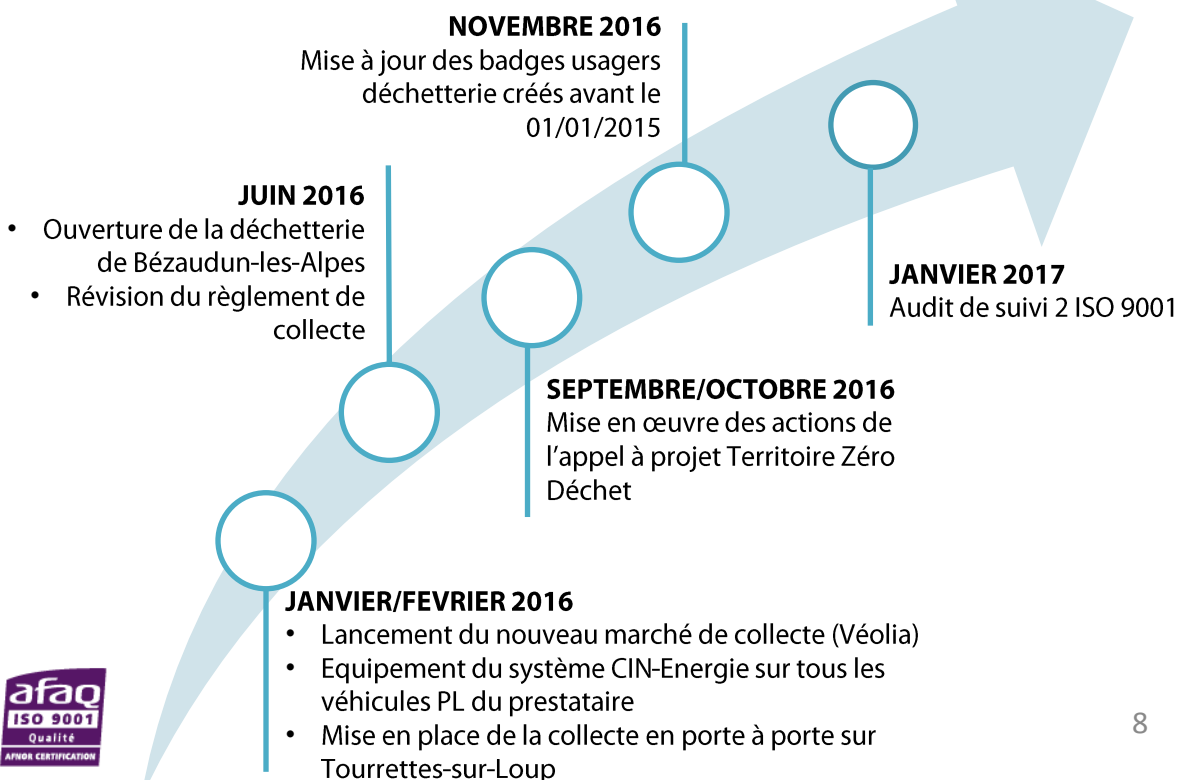 NOVEMBRE 2016
Mise à jour des badges usagers
déchetterie créés avant le
01/01/2015
JUIN 2016
• Ouverture de la déchetterie
de Bézaudun-les-Alpes
• Révision du règlement de
collecte
JANVIER 2017
Audit de suivi 2 ISO 9001
SEPTEMBRE/OCTOBRE 2016
Mise en œuvre des actions de
l’appel à projet Territoire Zéro
Déchet
JANVIER/FEVRIER 2016
• Lancement du nouveau marché de collecte (Véolia)
• Equipement du système CIN-Energie sur tous les
véhicules PL du prestataire
• Mise en place de la collecte en porte à porte sur
Tourrettes-sur-Loup
afaq
ISO 9001
Qualité
AFNOR CERTIFICATION
8